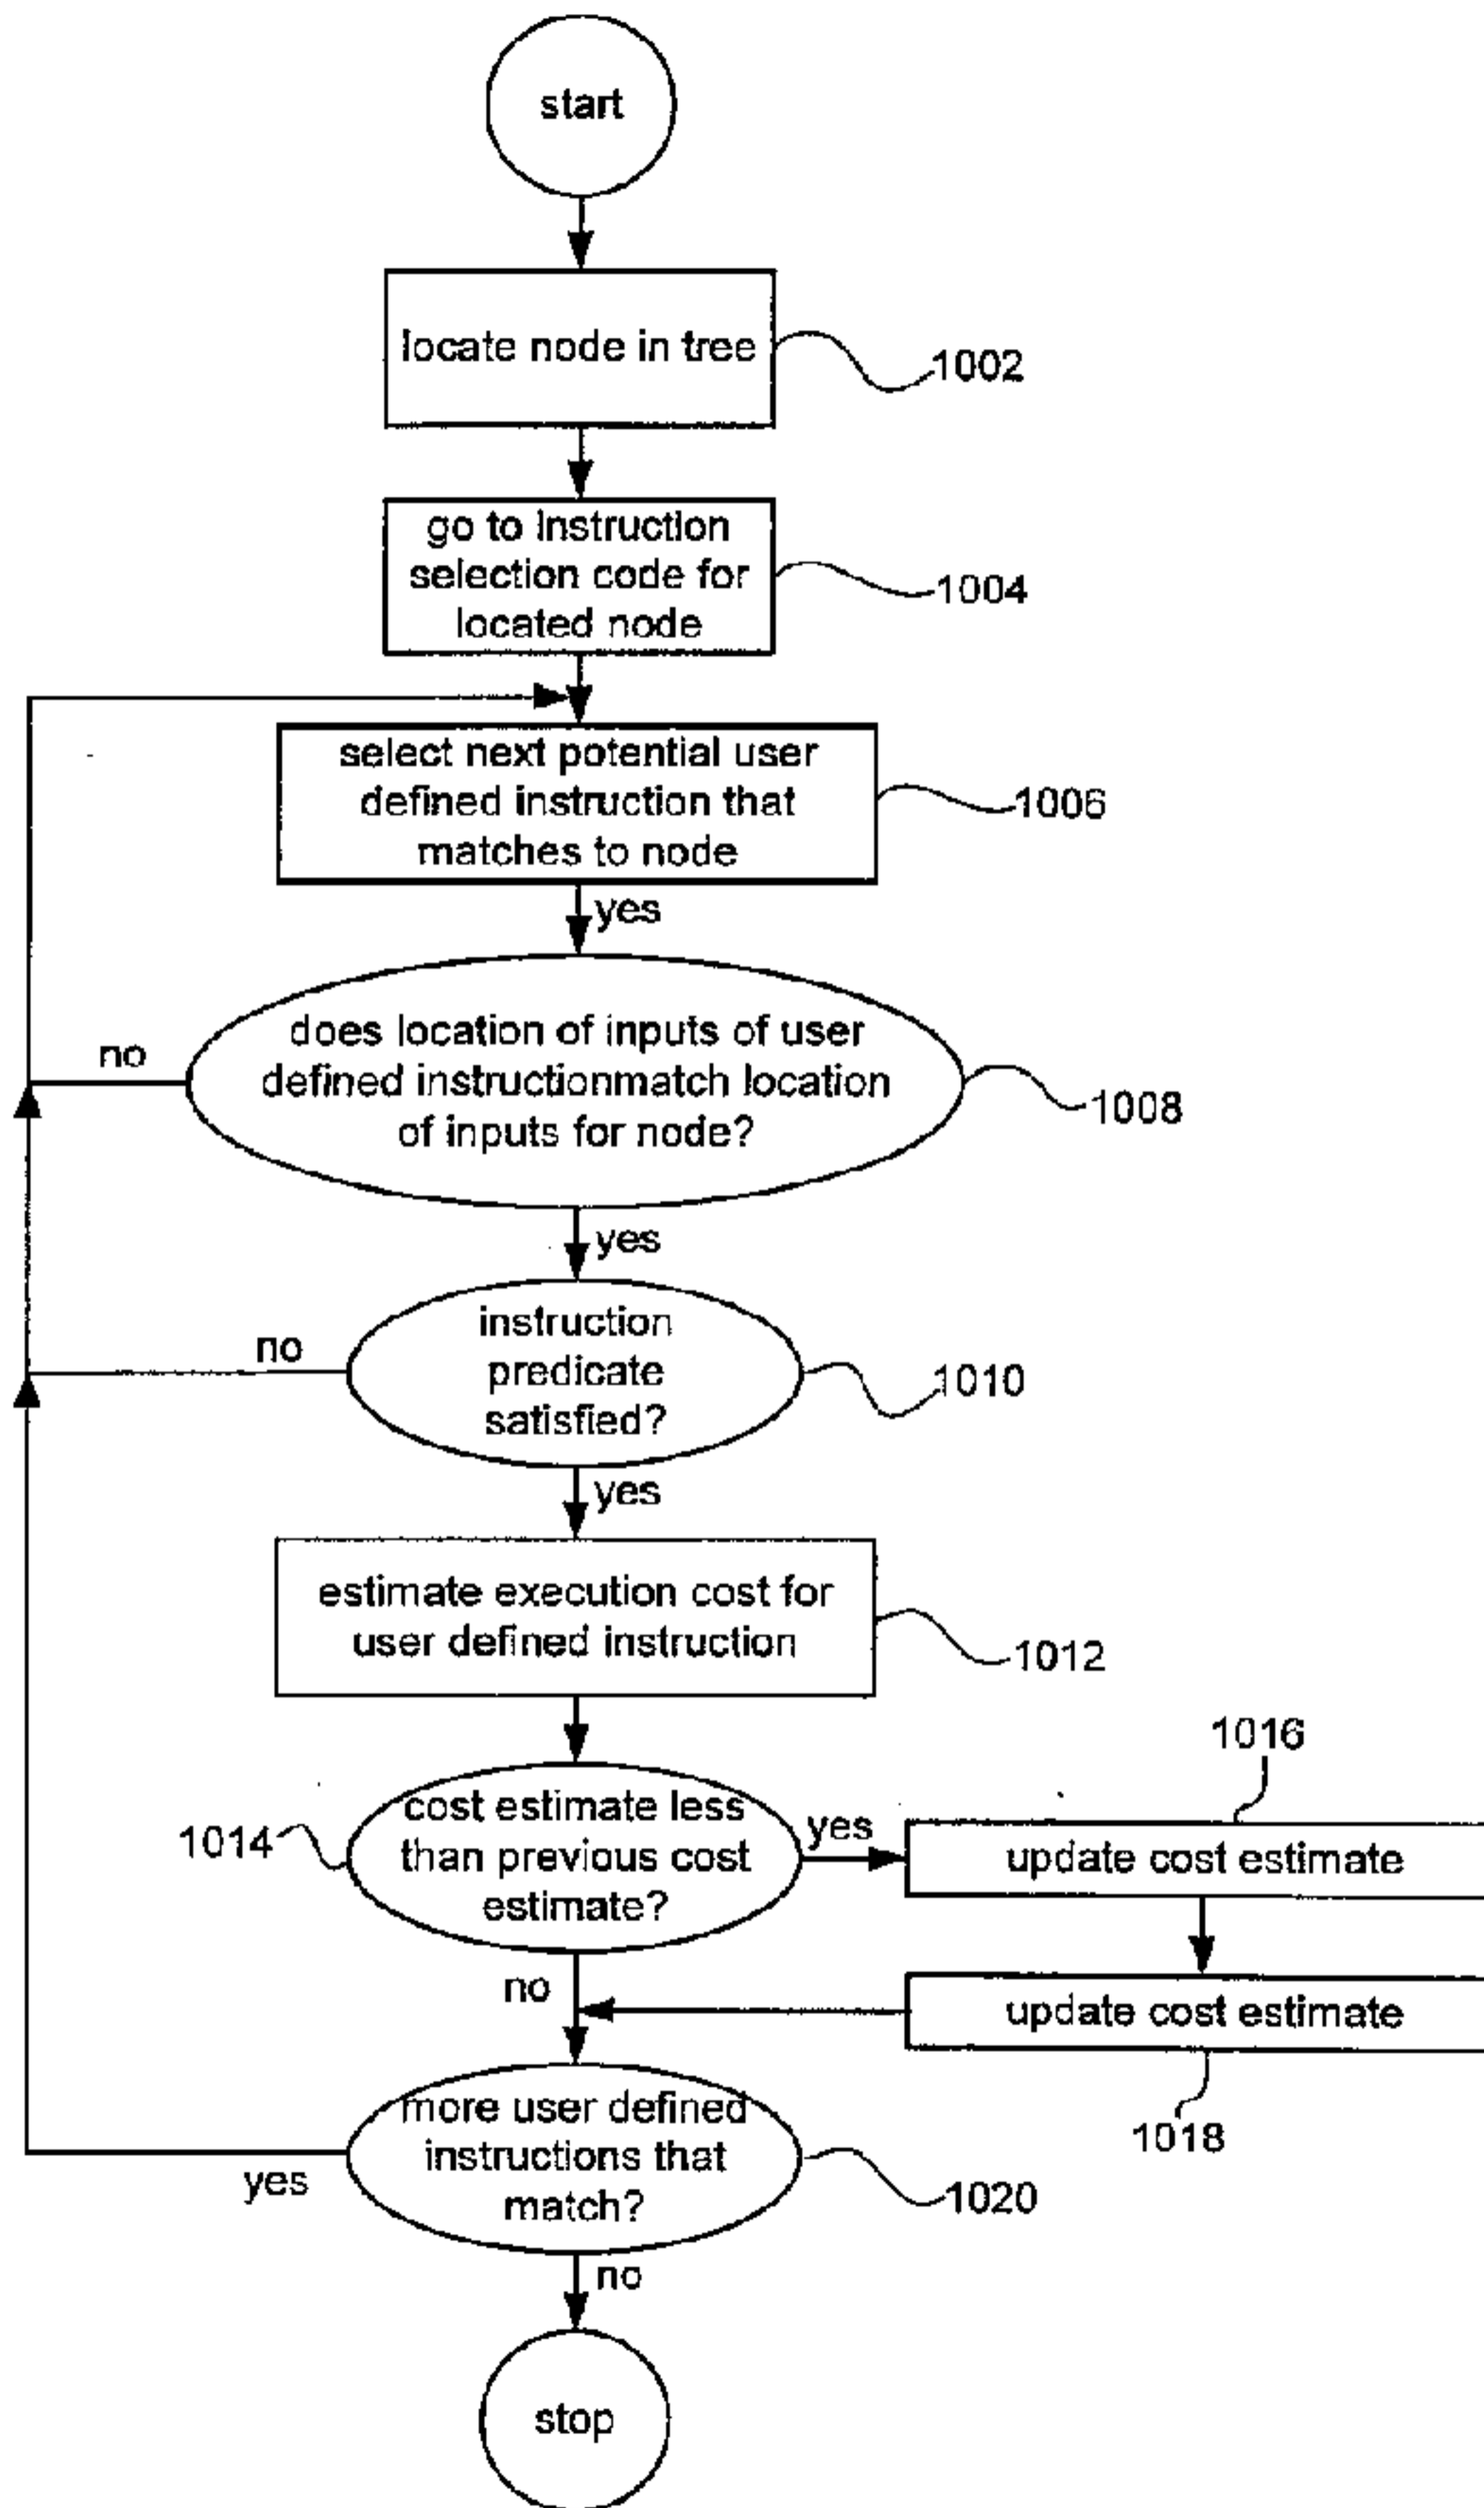 start
locate node in tree
1002
go to instruction
selection code for
located node
1004
select next potential user
defined instruction that
matches to node
1006
yes
does location of inputs of user
defined instructionmatch location
of inputs for node?
no
1008
yes
instruction
predicate
satisfied?
no
1010
yes
estimate execution cost for
user defined instruction
1012
1016
cost estimate less
than previous cost
estimate?
1014
yes
update cost estimate
no
update cost estimate
1018
more user defined
instructions that
match?
yes
1020
no
stop